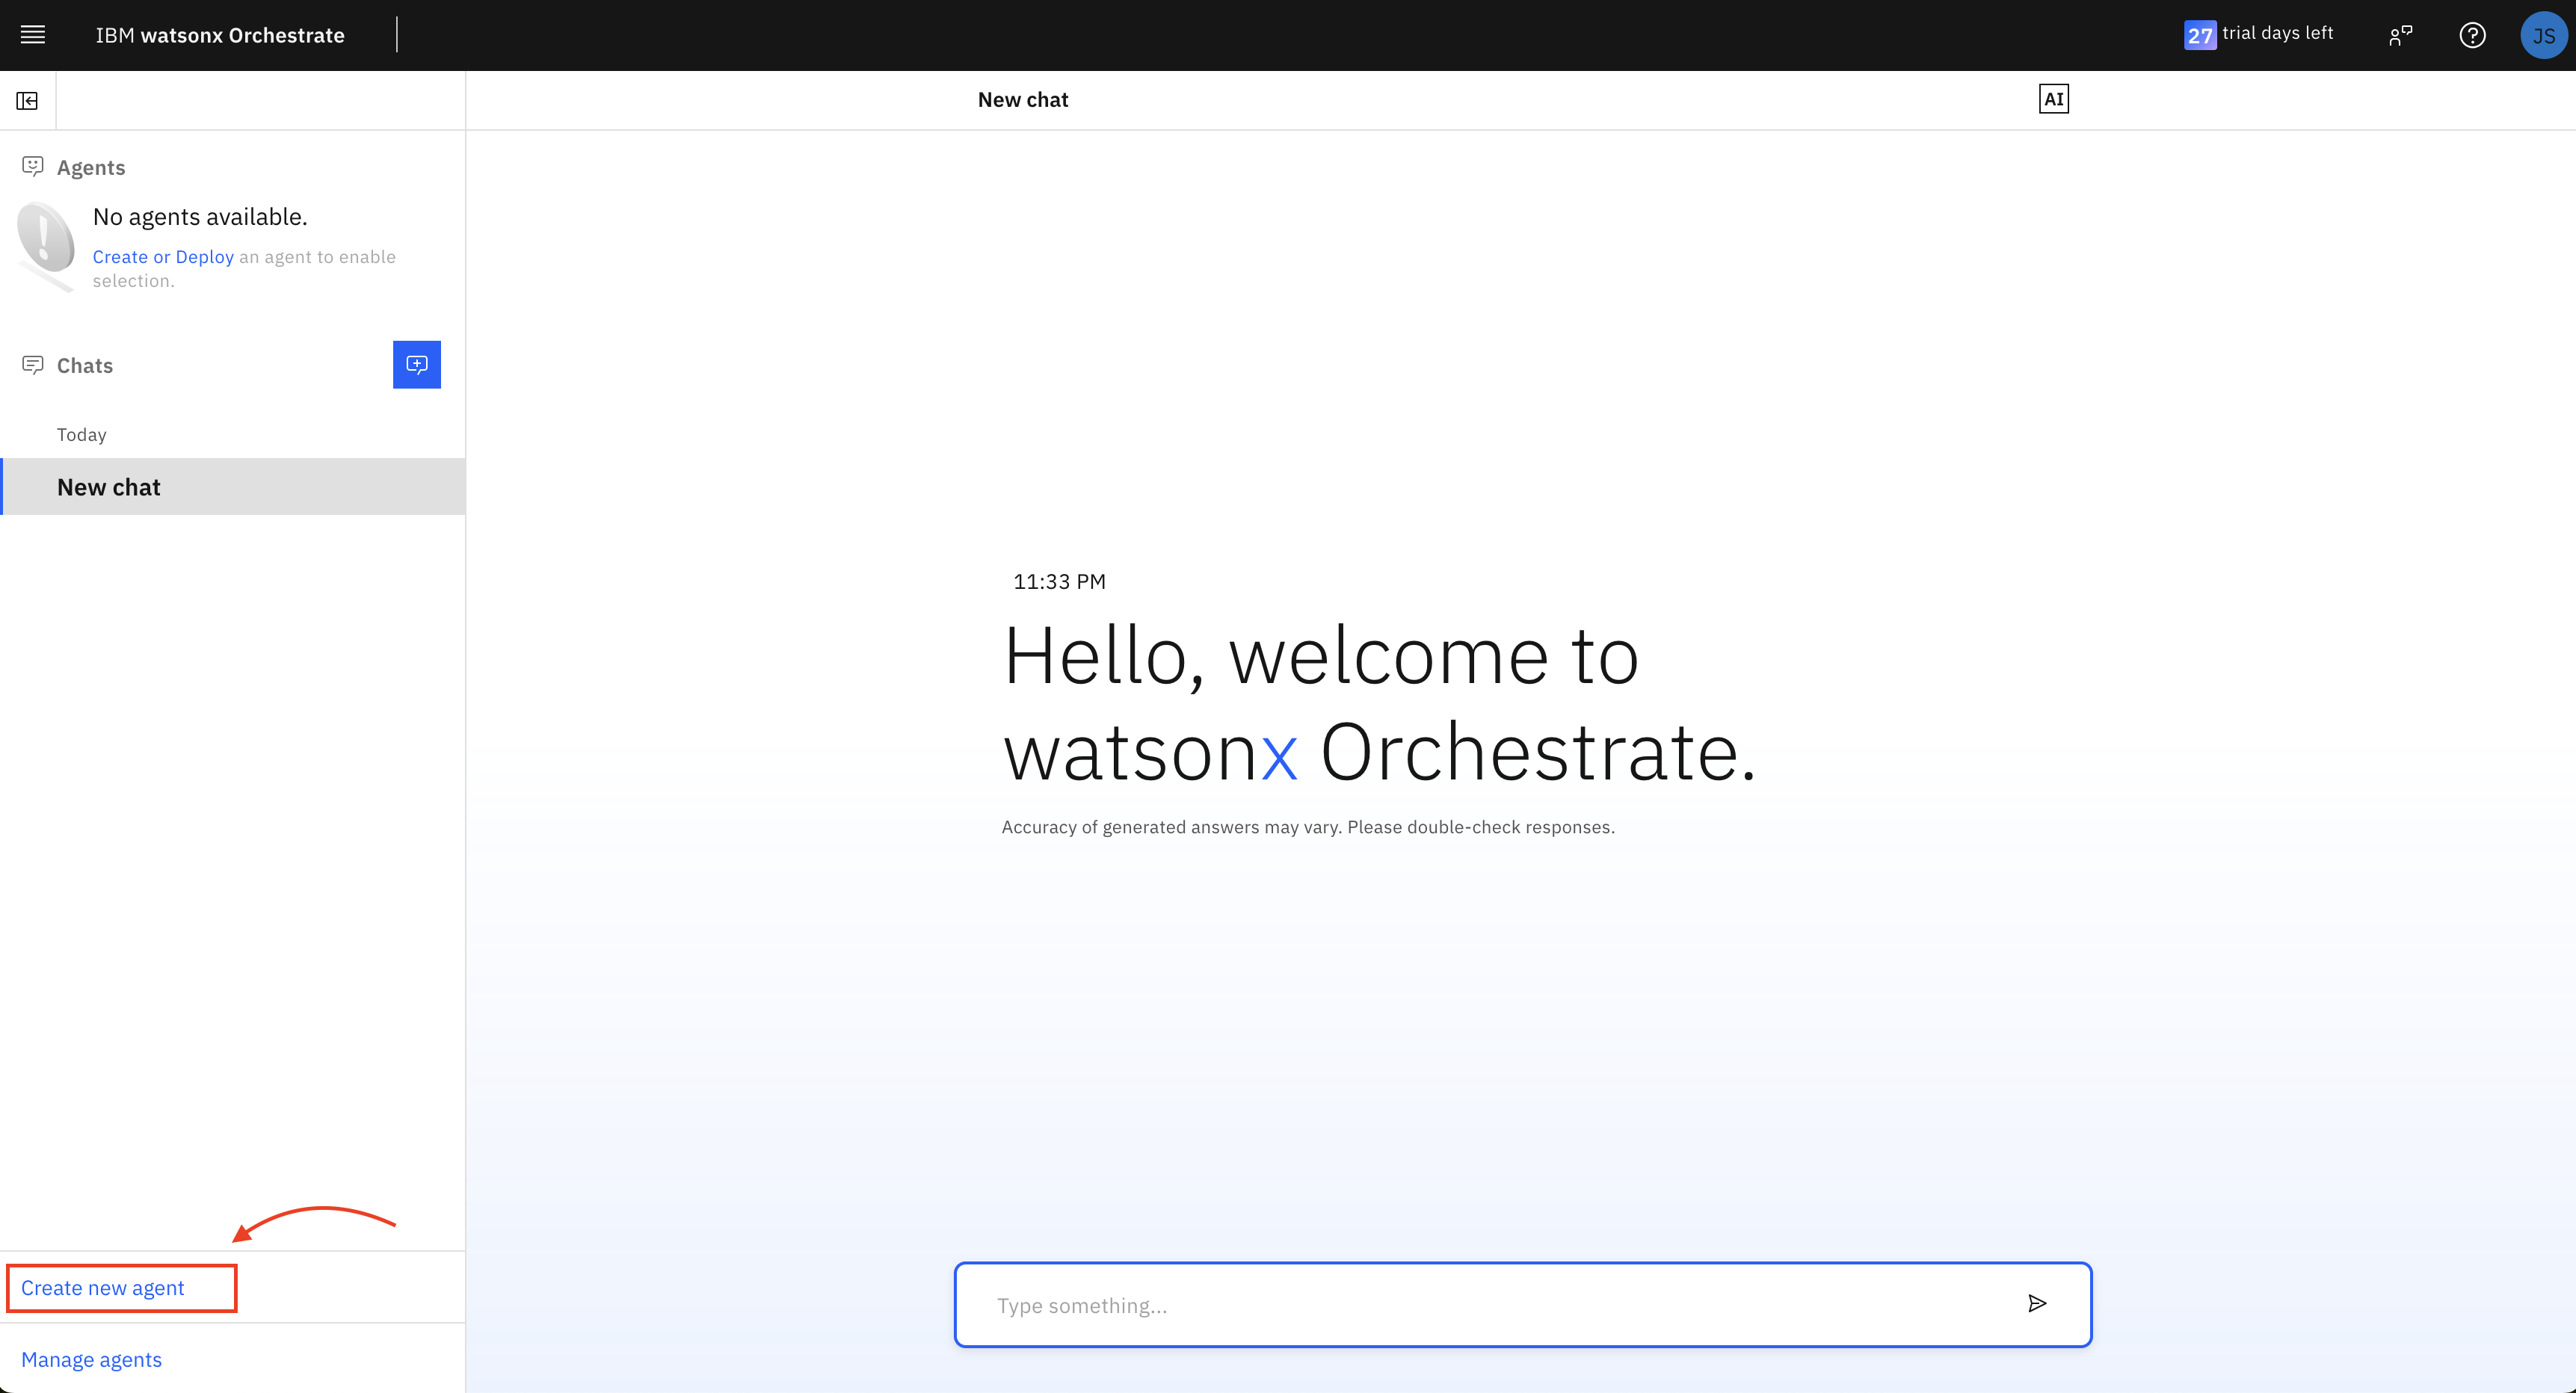 IBM watsonx Orchestrate
27 trial days left
JS
New chat
AI
Agents
No agents available.
Create or Deploy an agent to enable
selection.
Chats
Today
New chat
11:33 PM
Hello, welcome to
watsonx Orchestrate.
Accuracy of generated answers may vary. Please double-check responses.
Type something...
Create new agent
Manage agents